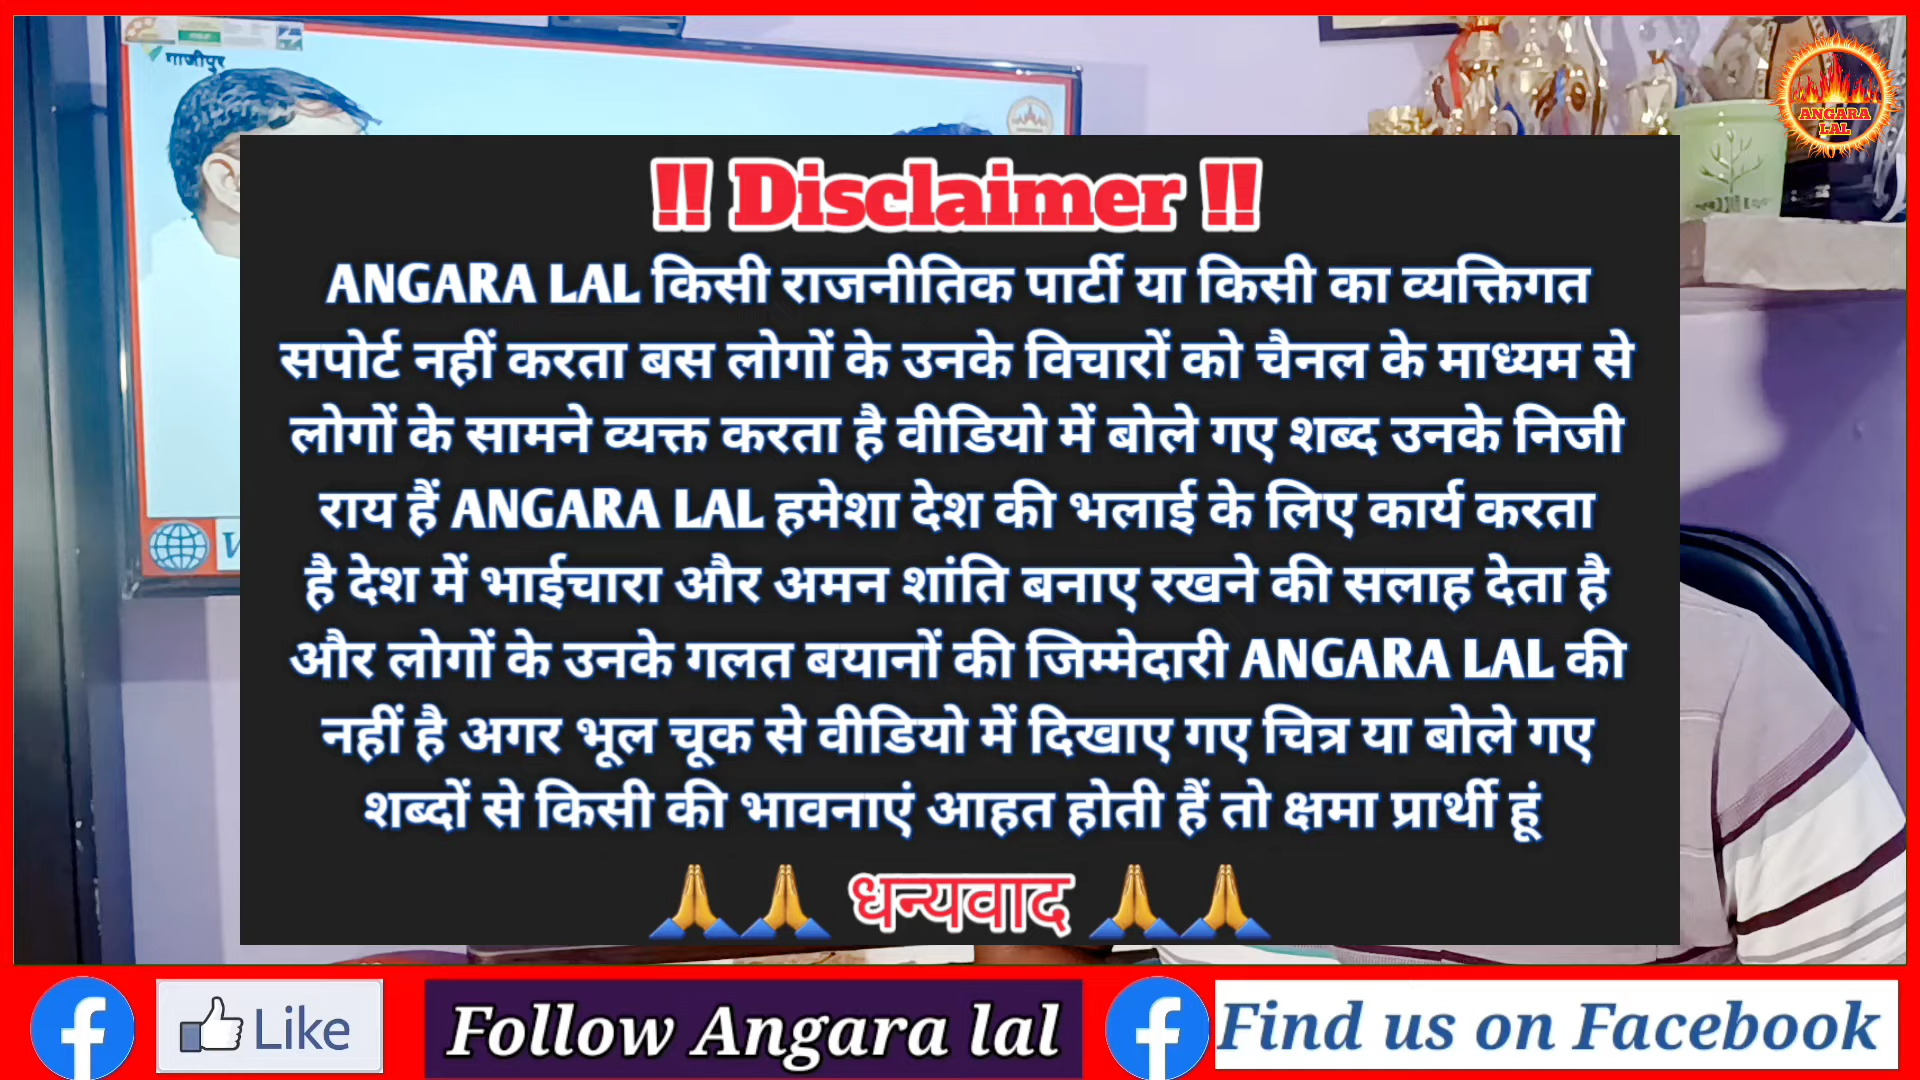 गाजीपुर
ANGARA
LAL
!! Disclaimer !!
ANGARA LAL किसी राजनीतिक पार्टी या किसी का व्यक्तिगत
सपोर्ट नहीं करता बस लोगों के उनके विचारों को चैनल के माध्यम से
लोगों के सामने व्यक्त करता है वीडियो में बोले गए शब्द उनके निजी
राय हैं ANGARA LAL हमेशा देश की भलाई के लिए कार्य करता
है देश में भाईचारा और अमन शांति बनाए रखने की सलाह देता है
और लोगों के उनके गलत बयानों की जिम्मेदारी ANGARA LAL की
नहीं है अगर भूल चूक से वीडियो में दिखाए गए चित्र या बोले गए
शब्दों से किसी की भावनाएं आहत होती हैं तो क्षमा प्रार्थी हूं
🙏🙏 धन्यवाद 🙏🙏
Like
Follow Angara lal
Find us on Facebook